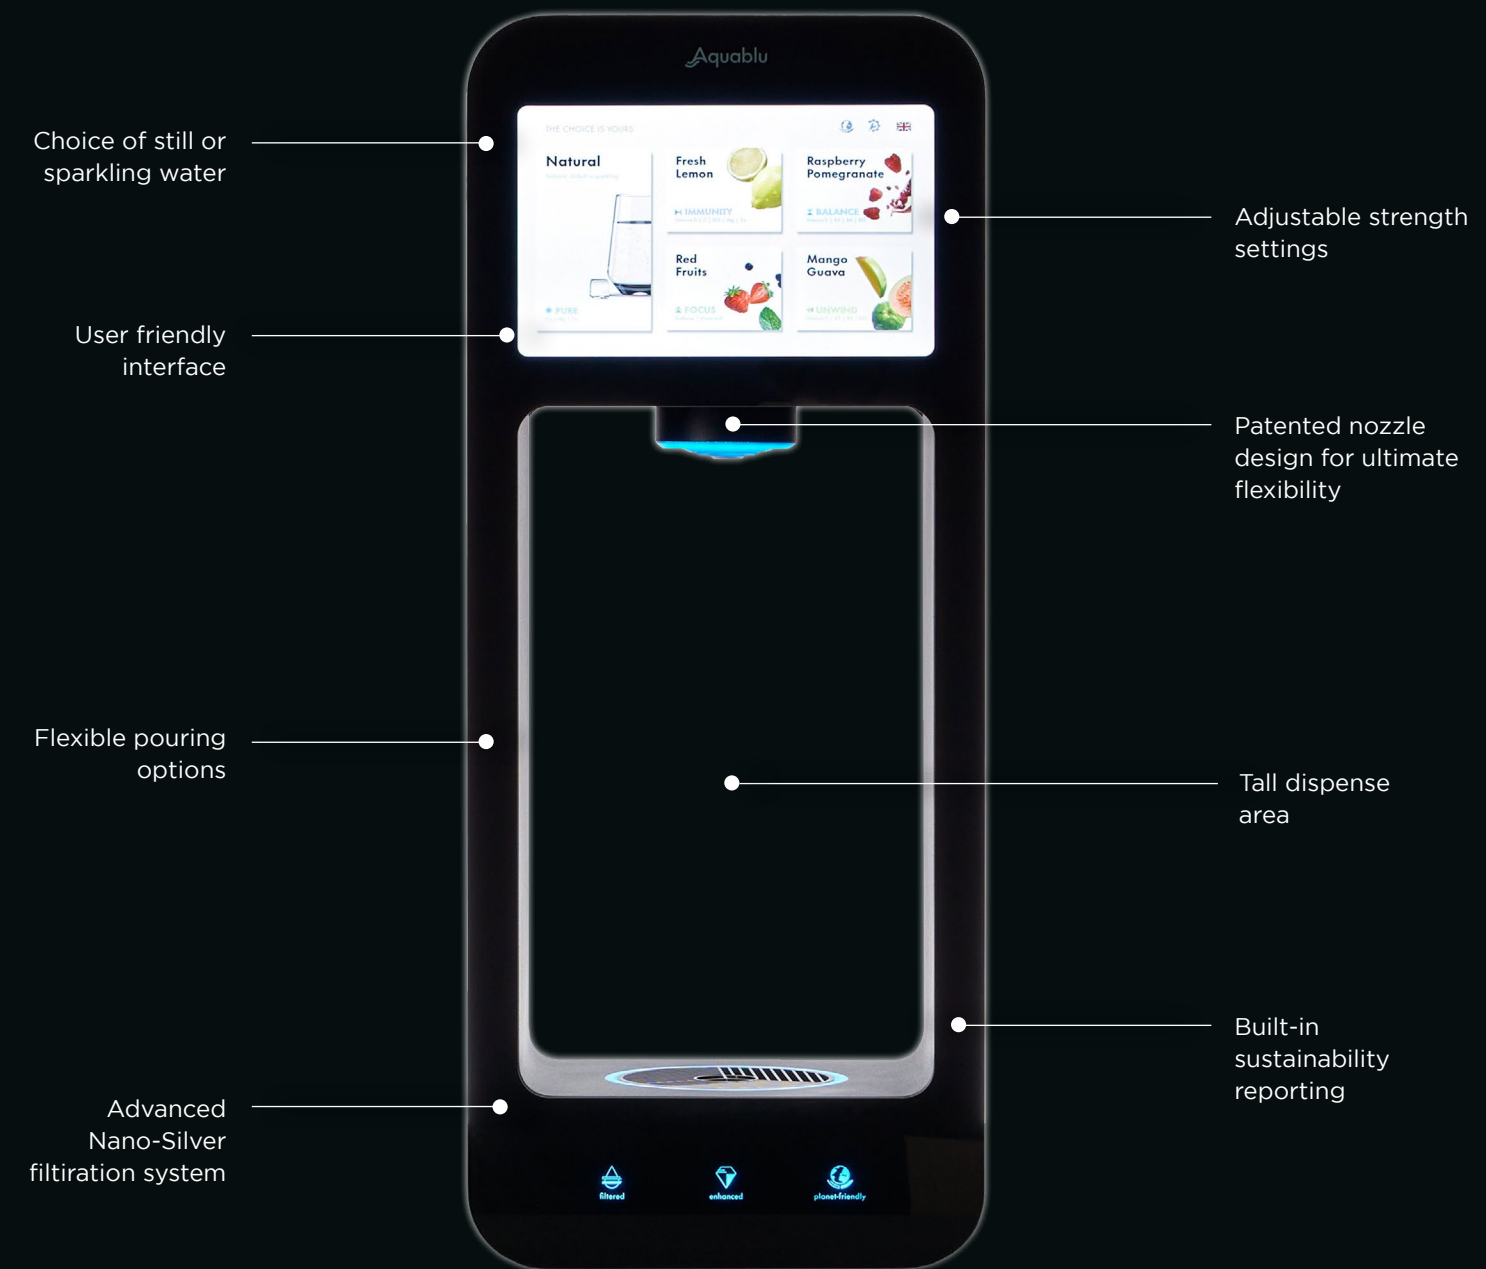 Aquablu
THE CHOICE IS YOURS
Natural
PURE
Fresh
Lemon
IMMUNITY
Raspberry
Pomegranate
BALANCE
Red
Fruits
FOCUS
Mango
Guava
UNWIND
Choice of still or
sparkling water
User friendly
interface
Flexible pouring
options
Advanced
Nano-Silver
filtiration system
Adjustable strength
settings
Patented nozzle
design for ultimate
flexibility
Tall dispense
area
Built-in
sustainability
reporting
filtered
enhanced
planet-friendly